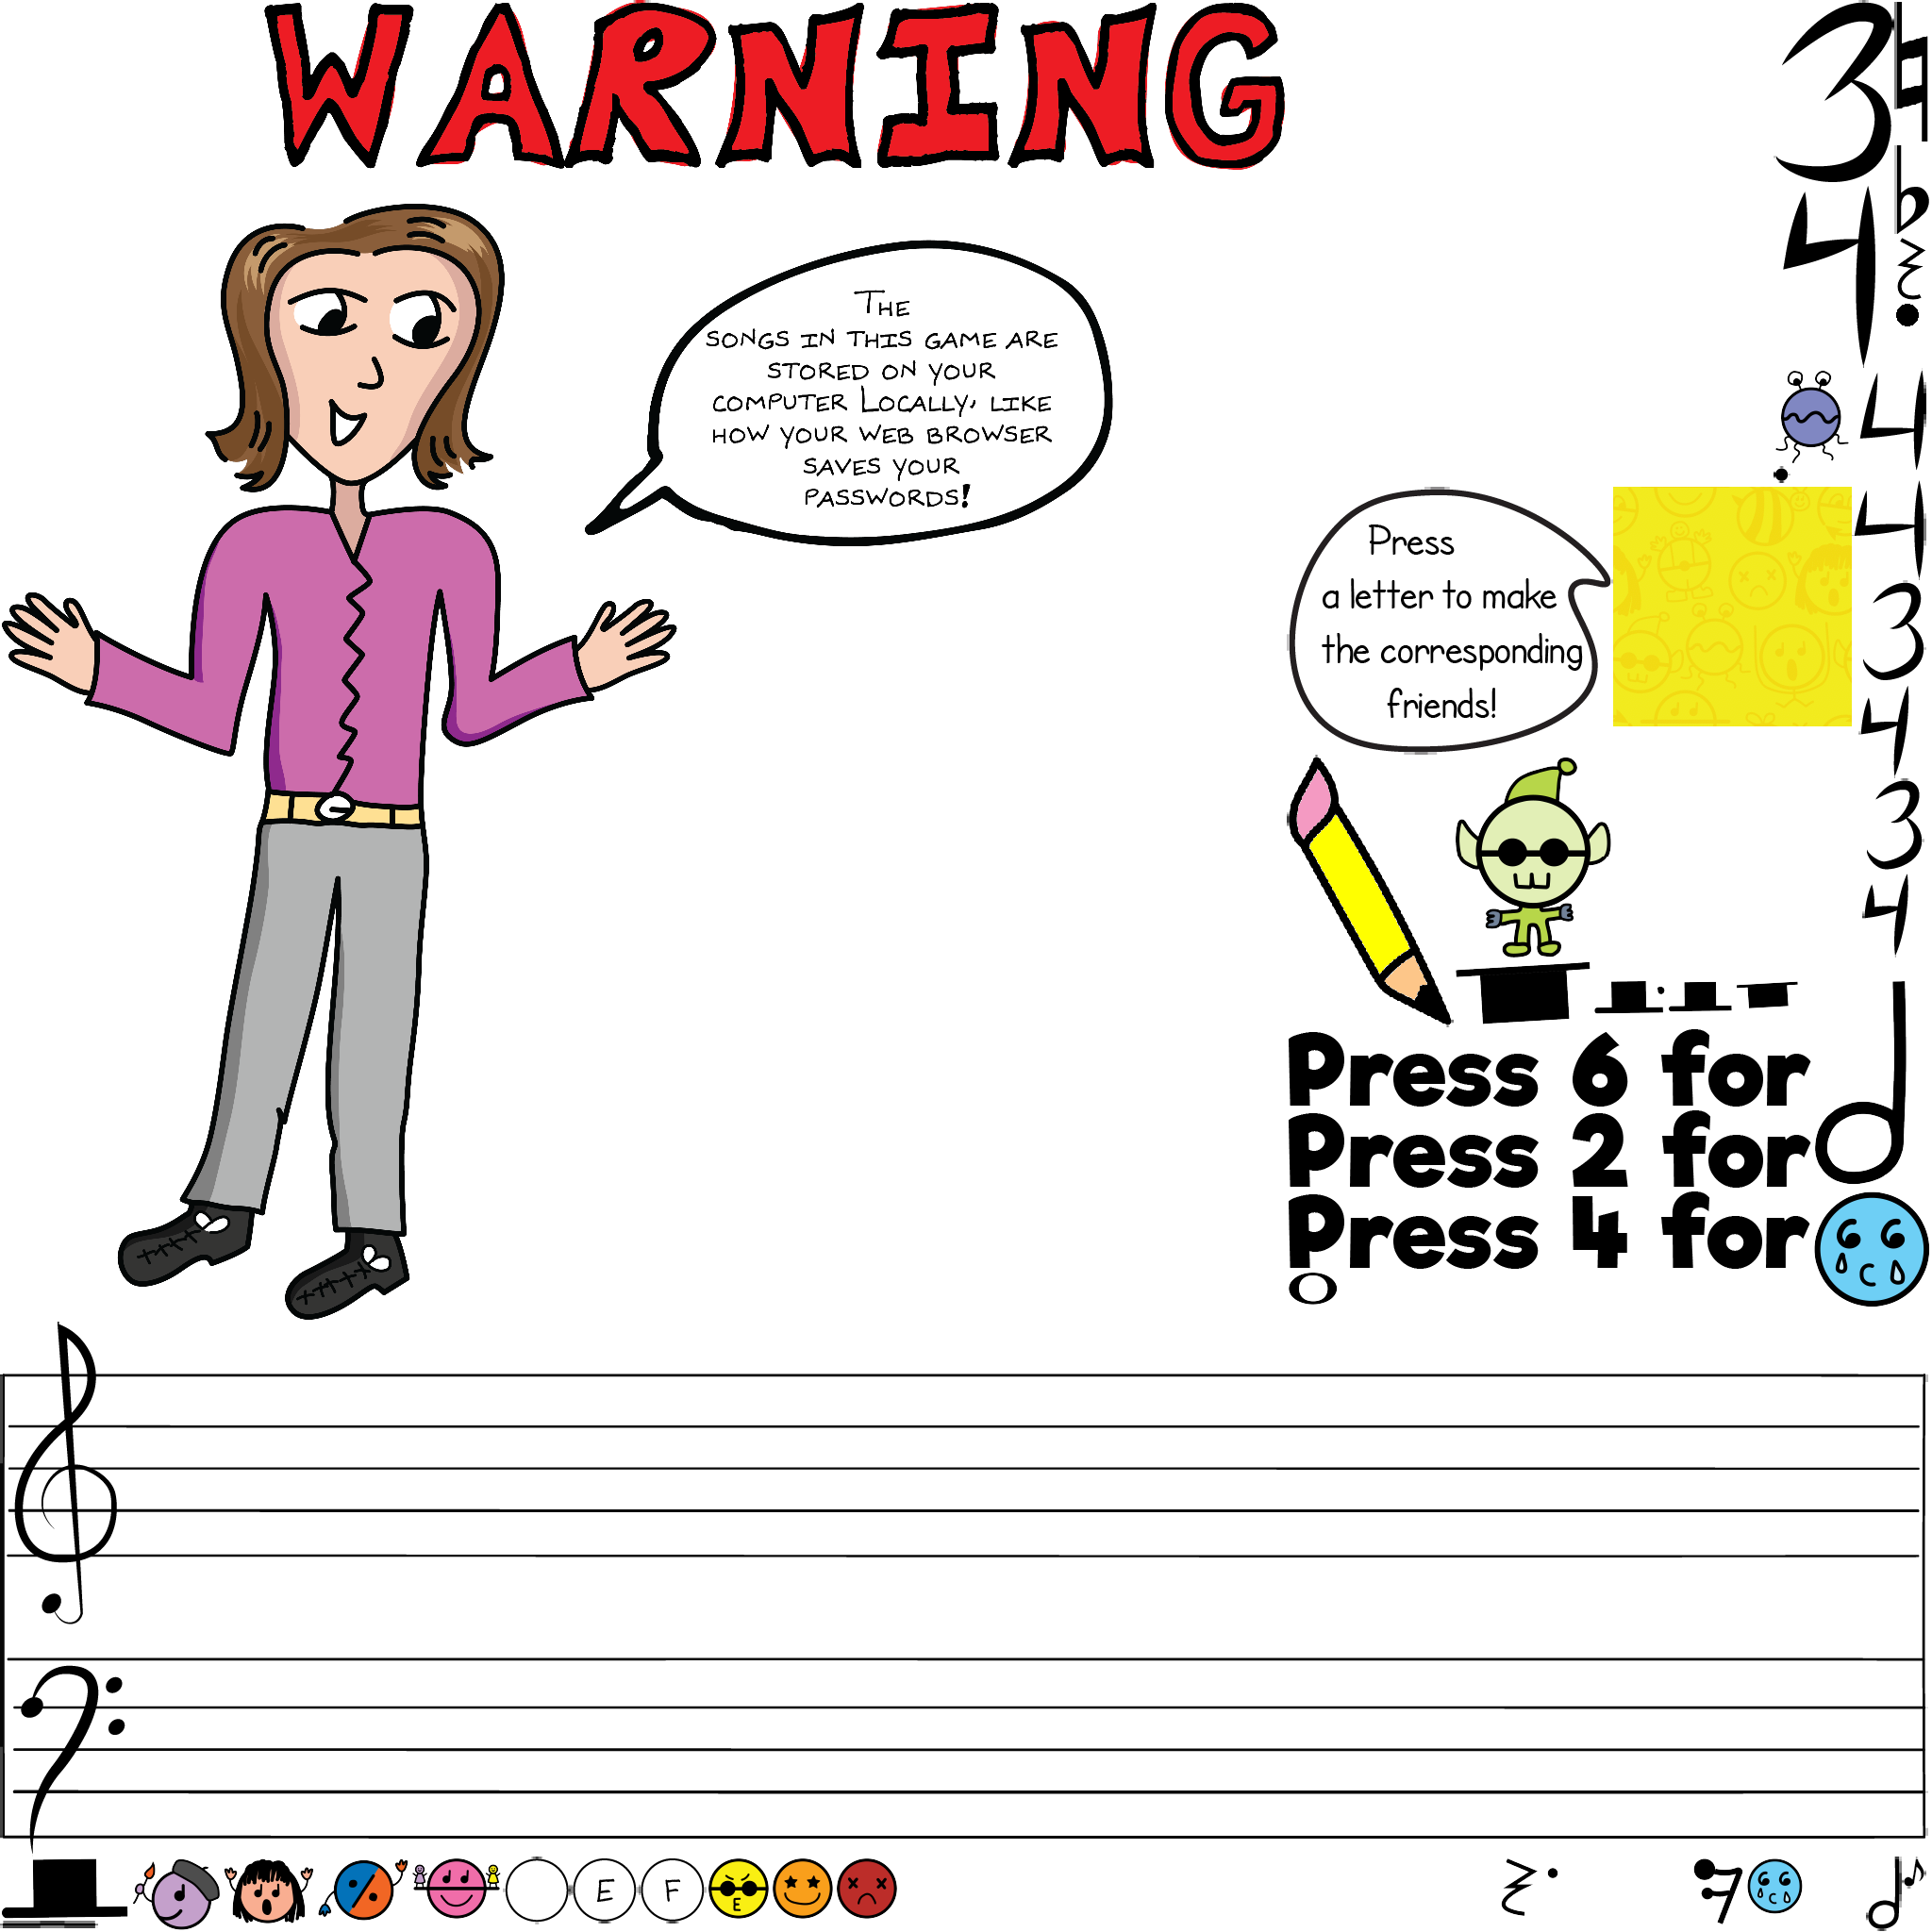 WARNING
THE
SONGS IN THIS GAME ARE
STORED ON YOUR
COMPUTER LOCALLY, LIKE
HOW YOUR WEB BROWSER
SAVES YOUR
PASSWORDS!
3
4
4
4
3
4
3
4
Press
a letter to make
the corresponding
friends!
Press 6 for
Press 2 for
Press 4 for
C
E F E
C